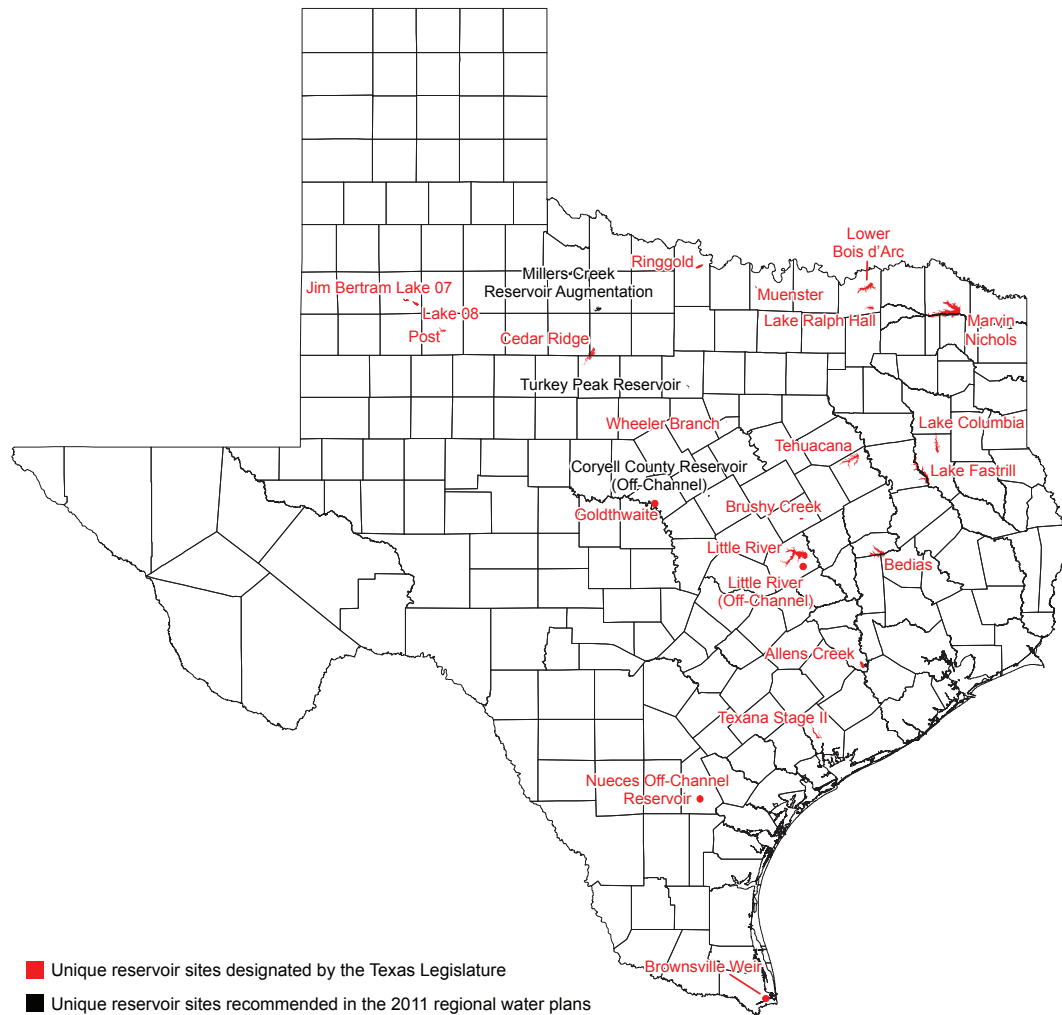 Lower
Bois d’Arc
Ringgold
Millers Creek
Reservoir Augmentation
Jim Bertram Lake 07
Muenster
Lake 08
Lake Ralph Hall
Marvin
Nichols
Post
Cedar Ridge
Turkey Peak Reservoir
Wheeler Branch
Lake Columbia
Tehuacana
Coryell County Reservoir
(Off-Channel)
Lake Fastrill
Goldthwaite
Brushy Creek
Little River
Bedias
Little River
(Off-Channel)
Allens Creek
Texana Stage II
Nueces Off-Channel
Reservoir
Brownsville Weir
Unique reservoir sites designated by the Texas Legislature
Unique reservoir sites recommended in the 2011 regional water plans